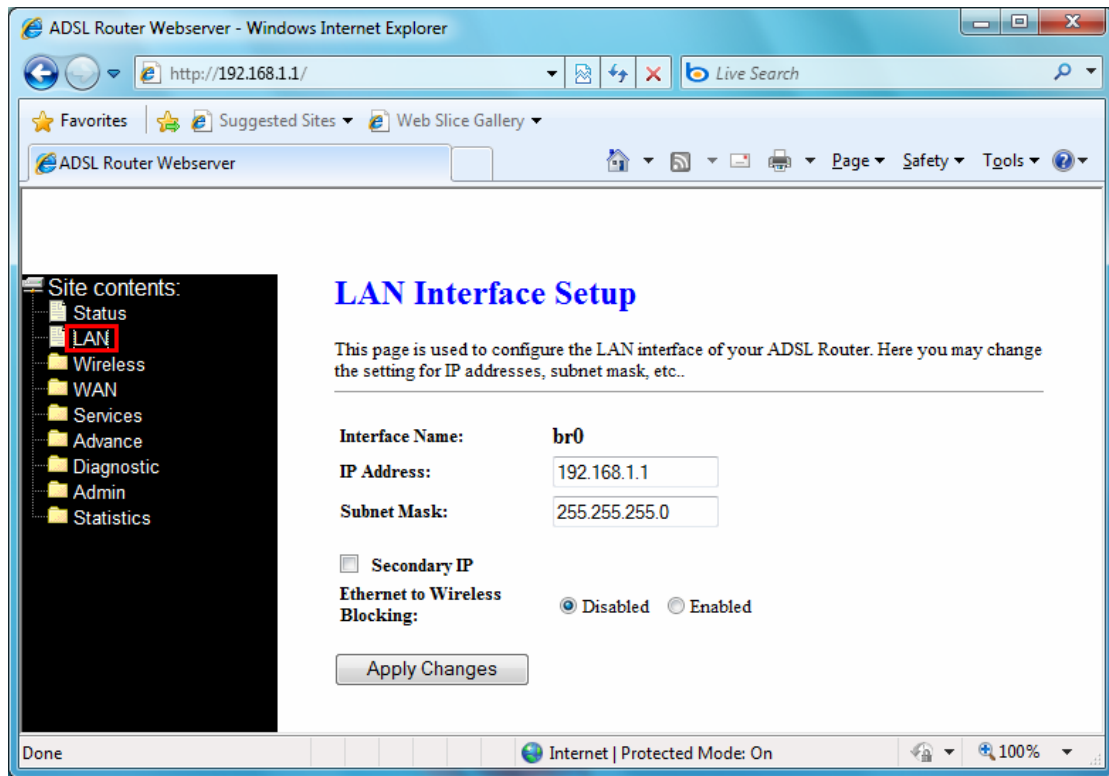 ADSL Router Webserver - Windows Internet Explorer
http://192.168.1.1/
Live Search
Favorites
Suggested Sites
Web Slice Gallery
ADSL Router Webserver
Page
Safety
Tools
Site contents:
Status
LAN
Wireless
WAN
Services
Advance
Diagnostic
Admin
Statistics
LAN Interface Setup
This page is used to configure the LAN interface of your ADSL Router. Here you may change
the setting for IP addresses, subnet mask, etc..
Interface Name: br0
IP Address: 192.168.1.1
Subnet Mask: 255.255.255.0
Secondary IP
Ethernet to Wireless
Blocking:
Disabled Enabled
Apply Changes
Done
Internet | Protected Mode: On
100%